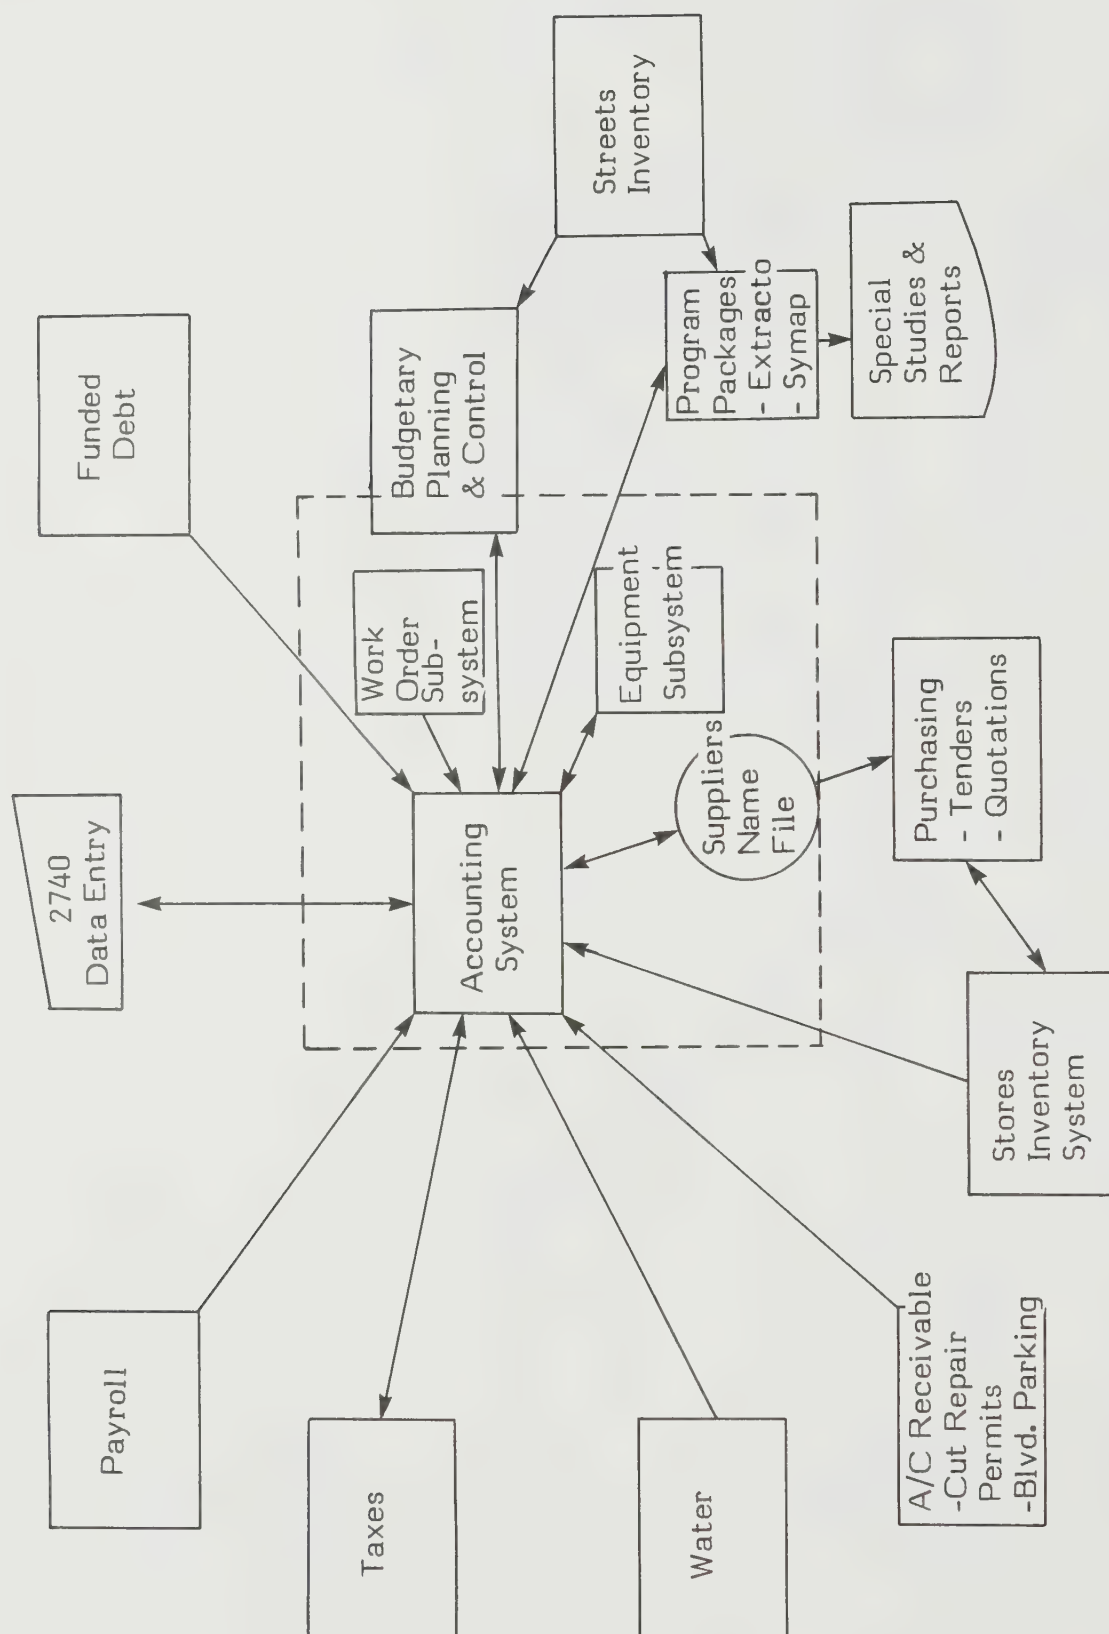 Payroll
2740
Data Entry
Funded
Debt
Taxes
Work
Order
Sub-
system
Budgetary
Planning
& Control
Accounting
System
Equipment
Subsystem
Streets
Inventory
Water
Suppliers
Name
File
Program
Packages
- Extracto
- Symap
A/C Receivable
-Cut Repair
Permits
-Blvd. Parking
Stores
Inventory
System
Purchasing
- Tenders
- Quotations
Special
Studies &
Reports